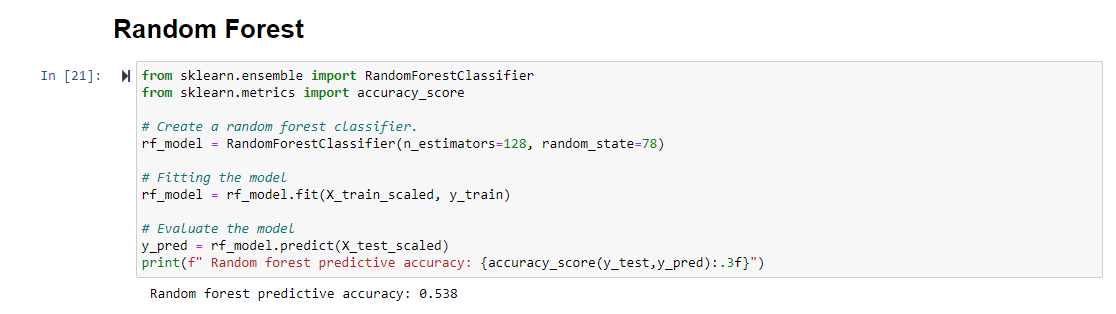 Random Forest
In [21]:
from sklearn.ensemble import RandomForestClassifier
from sklearn.metrics import accuracy_score
# Create a random forest classifier.
rf_model = RandomForestClassifier(n_estimators=128, random_state=78)
# Fitting the model
rf_model = rf_model.fit(X_train_scaled, y_train)
# Evaluate the model
y_pred = rf_model.predict(X_test_scaled)
print(f" Random forest predictive accuracy: {accuracy_score(y_test,y_pred):.3f}")
Random forest predictive accuracy: 0.538